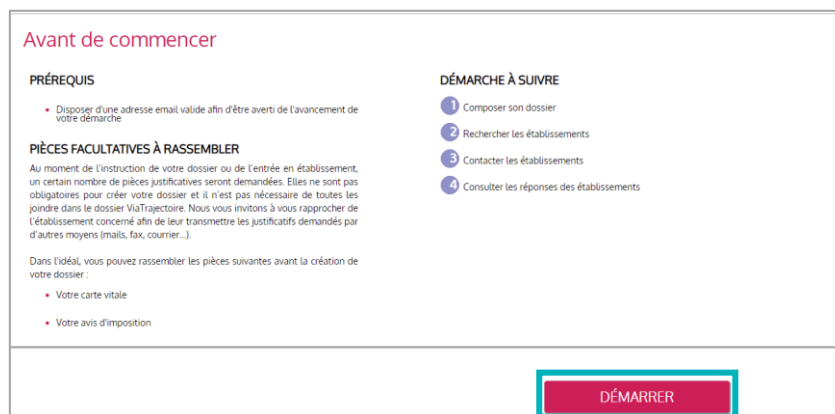 Avant de commencer
PRÉREQUIS
• Disposer d'une adresse email valide afin d'être averti de l'avancement de
votre démarche
PIÈCES FACULTATIVES À RASSEMBLER
Au moment de l'instruction de votre dossier ou de l'entrée en établissement,
un certain nombre de pièces justificatives seront demandées. Elles ne sont pas
obligatoires pour créer votre dossier et il n'est pas nécessaire de toutes les
joindre dans le dossier ViaTrajectoire. Nous vous invitons à vous rapprocher de
l'établissement concerné afin de leur transmettre les justificatifs demandés par
d'autres moyens (mails, fax, courrier...).
Dans l'idéal, vous pouvez rassembler les pièces suivantes avant la création de
votre dossier :
• Votre carte vitale
• Votre avis d'imposition
DÉMARCHE À SUIVRE
1 Composer son dossier
2 Rechercher les établissements
3 Contacter les établissements
4 Consulter les réponses des établissements
DÉMARRER